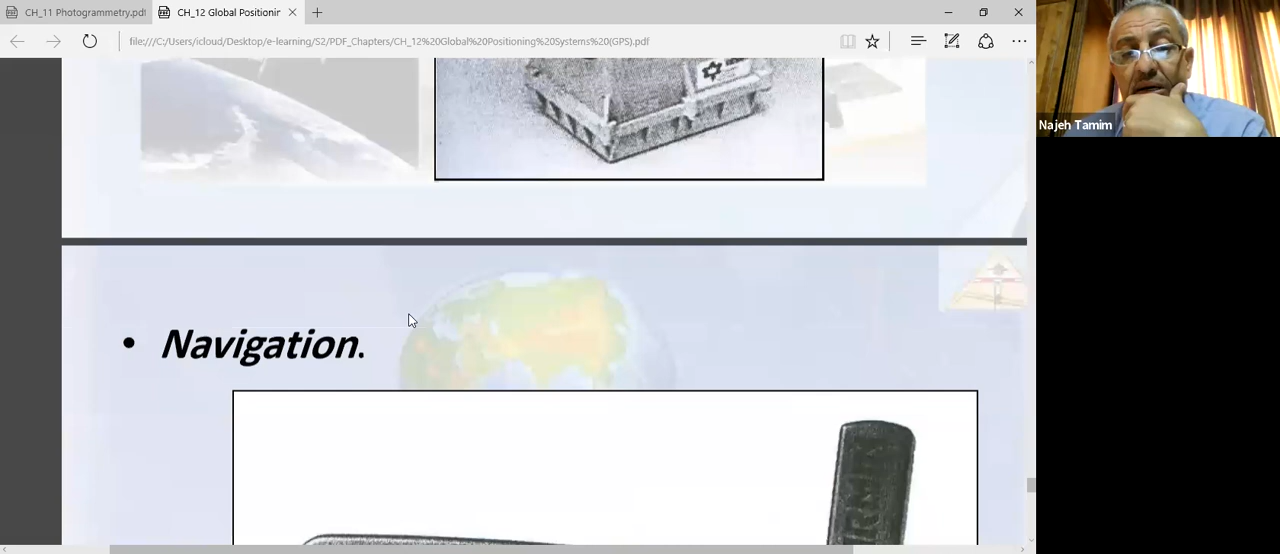 CH_11 Photogrammetry.pdf
CH_12 Global Positionin
file:///C:/Users/icloud/Desktop/e-learning/S2/PDF_Chapters/CH_12%20Global%20Positioning%20Systems%20(GPS).pdf
Najeh Tamim
• Navigation.